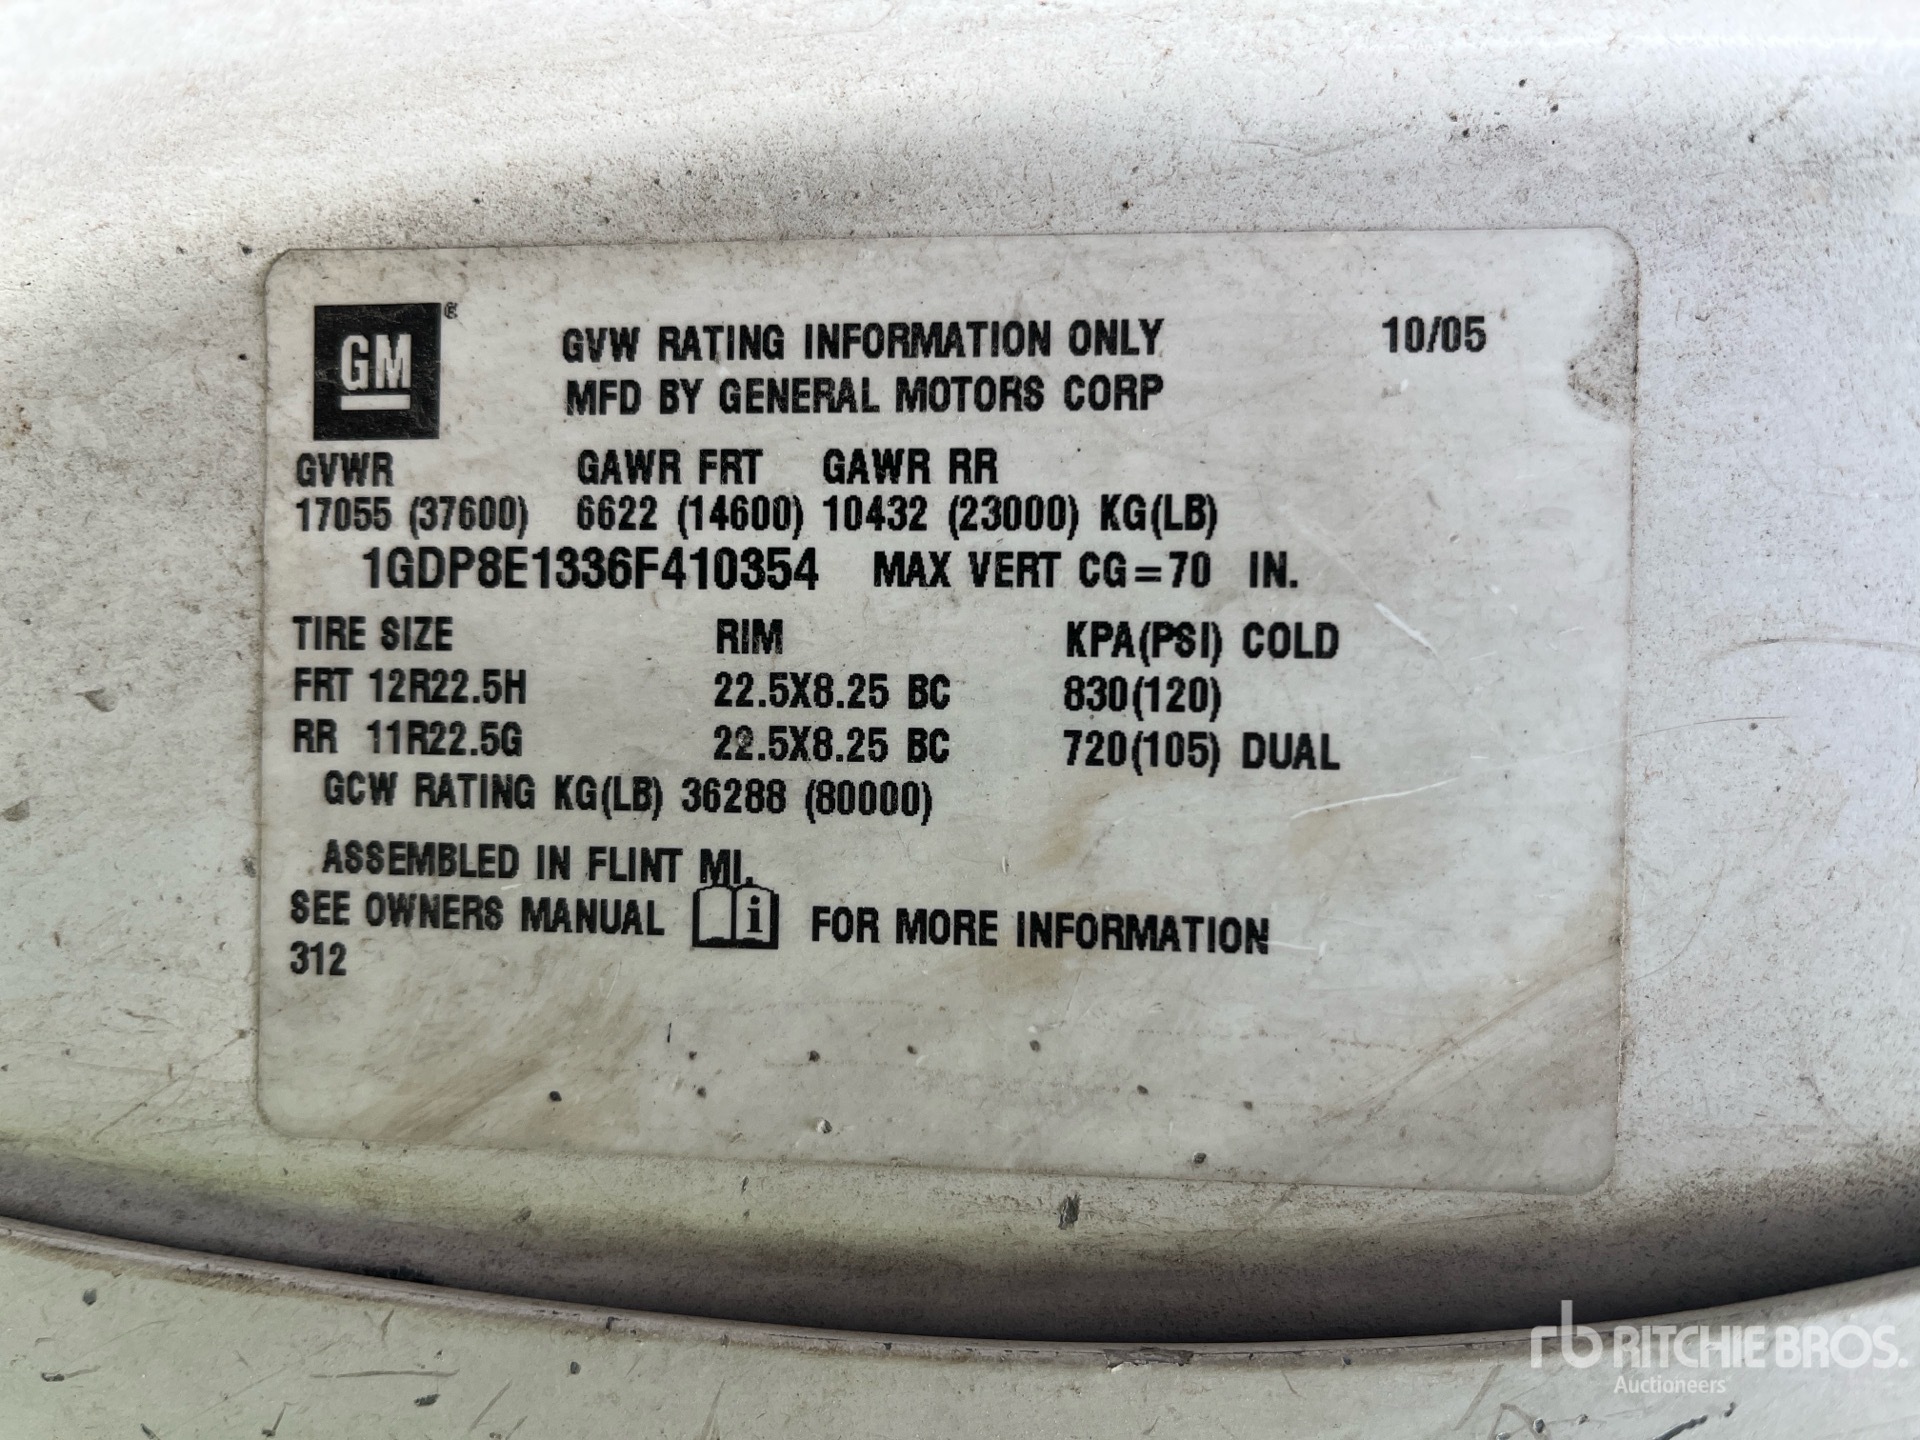 GM®
GVW RATING INFORMATION ONLY 10/05
MFD BY GENERAL MOTORS CORP
GVWR GAWR FRT GAWR RR
17055 (37600) 6622 (14600) 10432 (23000) KG(LB)
1GDP8E1336F410354 MAX VERT CG=70 IN.
TIRE SIZE RIM KPA(PSI) COLD
FRT 12R22.5H 22.5X8.25 BC 830(120)
RR 11R22.5G 22.5X8.25 BC 720(105) DUAL
GCW RATING KG(LB) 36288 (80000)
ASSEMBLED IN FLINT MI.
SEE OWNERS MANUAL i FOR MORE INFORMATION
312
rb RITCHIE BROS.
Auctioneers